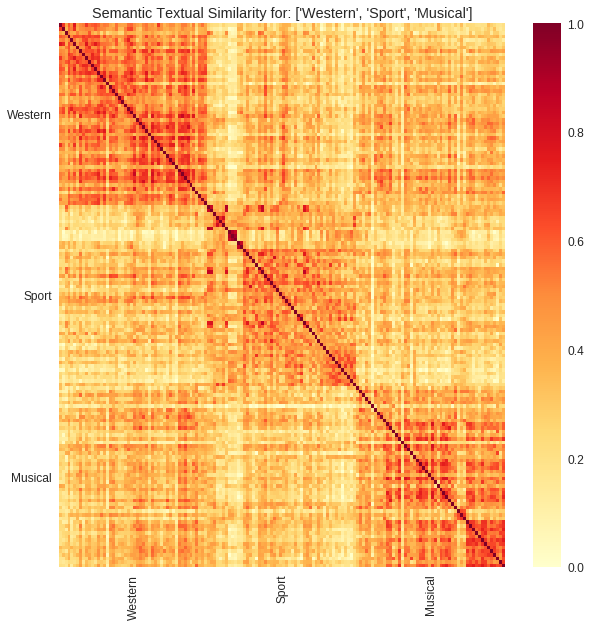 Semantic Textual Similarity for: ['Western', 'Sport', 'Musical']
Western
Sport
Musical
Western
Sport
Musical
1.0
0.8
0.6
0.4
0.2
0.0